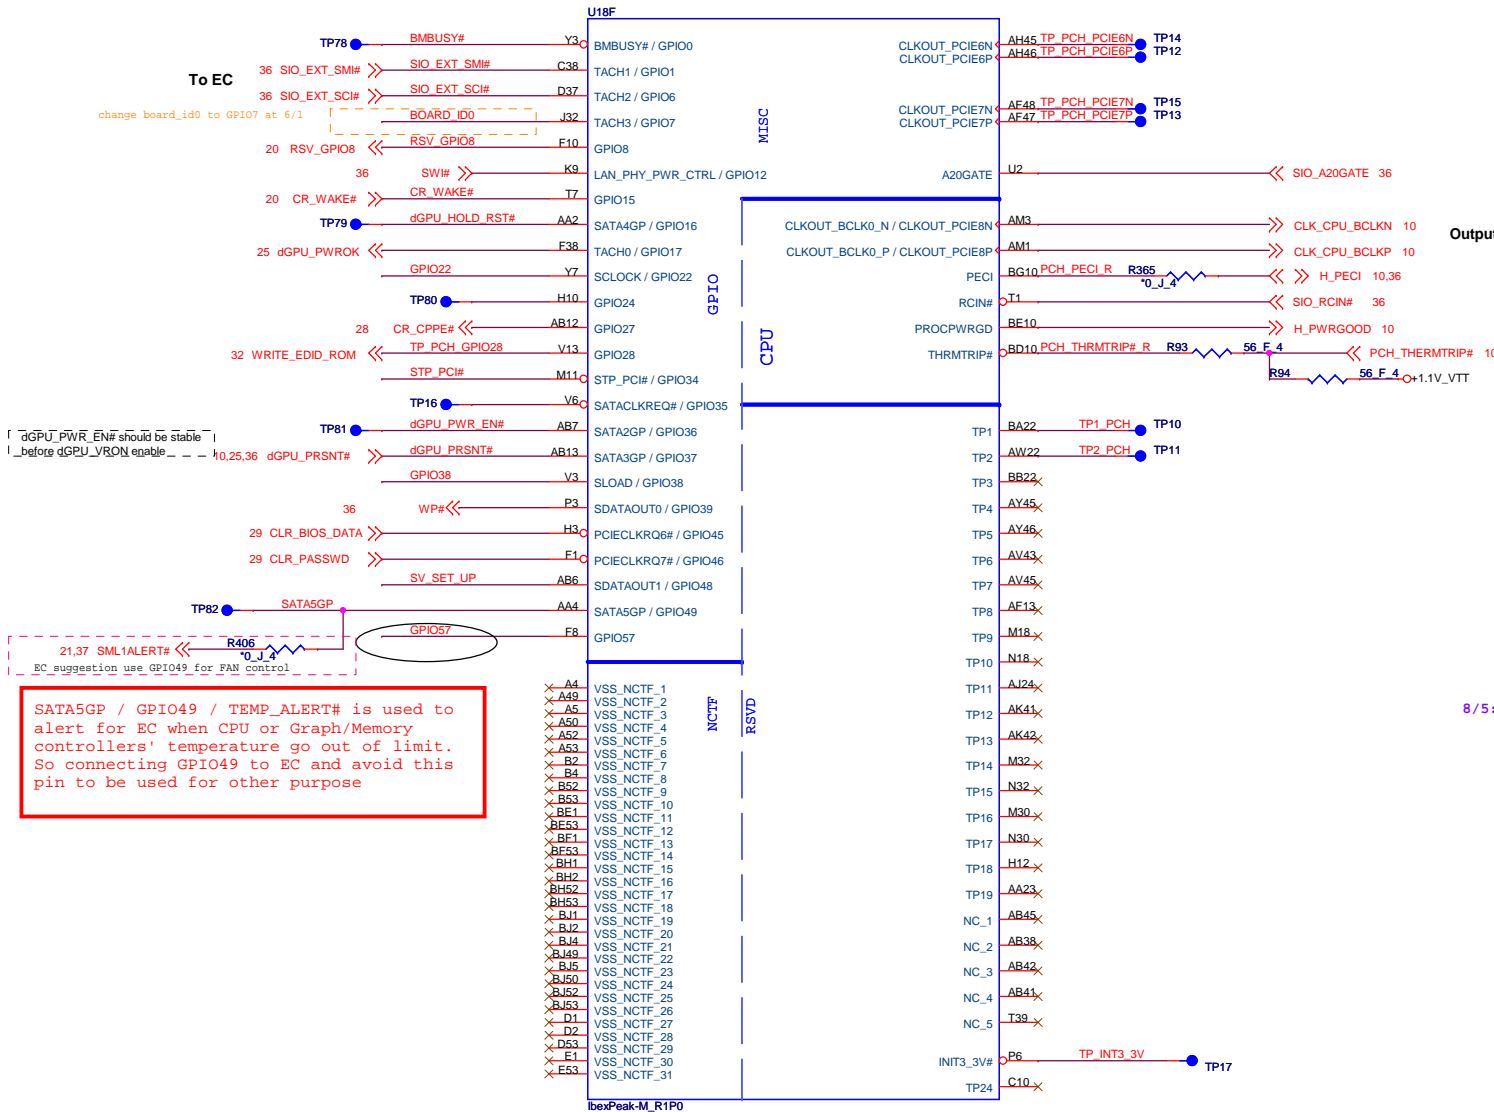 U18F
TP78 BMBUSY# Y3 BMBUSY# / GPIO0
To EC
36 SIO_EXT_SMI# SIO_EXT_SMI# C38 TACH1 / GPIO1
36 SIO_EXT_SCI# SIO_EXT_SCI# D37 TACH2 / GPIO6
change board_id0 to GPIO7 at 6/1
BOARD_ID0 J32 TACH3 / GPIO7
20 RSV_GPIO8 RSV_GPIO8 F10 GPIO8
36 SWI# K9 LAN_PHY_PWR_CTRL / GPIO12
20 CR_WAKE# CR_WAKE# T7 GPIO15
TP79 dGPU_HOLD_RST# AA2 SATA4GP / GPIO16
25 dGPU_PWROK F38 TACH0 / GPIO17
GPIO22 Y7 SCLOCK / GPIO22
TP80 H10 GPIO24
28 CR_CPPE# AB12 GPIO27
32 WRITE_EDID_ROM TP_PCH_GPIO28 V13 GPIO28
STP_PCI# M11 STP_PCI# / GPIO34
TP16 V6 SATACLKREQ# / GPIO35
TP81 dGPU_PWR_EN# AB7 SATA2GP / GPIO36
dGPU_PWR_EN# should be stable
before dGPU_VRON enable
10,25,36 dGPU_PRSNT# dGPU_PRSNT# AB13 SATA3GP / GPIO37
GPIO38 V3 SLOAD / GPIO38
36 WP# P3 SDATAOUT0 / GPIO39
29 CLR_BIOS_DATA H3 PCIECLKRQ6# / GPIO45
29 CLR_PASSWD F1 PCIECLKRQ7# / GPIO46
SV_SET_UP AB6 SDATAOUT1 / GPIO48
TP82 SATA5GP AA4 SATA5GP / GPIO49
GPIO57 F8 GPIO57
21,37 SML1ALERT# R406
*0_J_4
EC suggestion use GPIO49 for FAN control
SATA5GP / GPIO49 / TEMP_ALERT# is used to
alert for EC when CPU or Graph/Memory
controllers' temperature go out of limit.
So connecting GPIO49 to EC and avoid this
pin to be used for other purpose
A4 VSS_NCTF_1
A49 VSS_NCTF_2
A5 VSS_NCTF_3
A50 VSS_NCTF_4
A52 VSS_NCTF_5
A53 VSS_NCTF_6
B2 VSS_NCTF_7
B4 VSS_NCTF_8
B52 VSS_NCTF_9
B53 VSS_NCTF_10
BE1 VSS_NCTF_11
BE53 VSS_NCTF_12
BF1 VSS_NCTF_13
BF53 VSS_NCTF_14
BH1 VSS_NCTF_15
BH2 VSS_NCTF_16
BH52 VSS_NCTF_17
BH53 VSS_NCTF_18
BJ1 VSS_NCTF_19
BJ2 VSS_NCTF_20
BJ4 VSS_NCTF_21
BJ49 VSS_NCTF_22
BJ5 VSS_NCTF_23
BJ50 VSS_NCTF_24
BJ52 VSS_NCTF_25
BJ53 VSS_NCTF_26
D1 VSS_NCTF_27
D2 VSS_NCTF_28
D53 VSS_NCTF_29
E1 VSS_NCTF_30
E53 VSS_NCTF_31
MISC
GPIO
CPU
NCTF
RSVD
CLKOUT_PCIE6N AH45 TP_PCH_PCIE6N TP14
CLKOUT_PCIE6P AH46 TP_PCH_PCIE6P TP12
CLKOUT_PCIE7N AF48 TP_PCH_PCIE7N TP15
CLKOUT_PCIE7P AF47 TP_PCH_PCIE7P TP13
A20GATE U2 SIO_A20GATE 36
CLKOUT_BCLK0_N / CLKOUT_PCIE8N AM3 CLK_CPU_BCLKN 10
Output
CLKOUT_BCLK0_P / CLKOUT_PCIE8P AM1 CLK_CPU_BCLKP 10
PECI BG10 PCH_PECI_R R365 *0_J_4 H_PECI 10,36
RCIN# T1 SIO_RCIN# 36
PROCPWRGD BE10 H_PWRGOOD 10
THRMTRIP# BD10 PCH_THRMTRIP#_R R93 56_F_4 PCH_THERMTRIP# 10
R94 56_F_4 +1.1V_VTT
TP1 BA22 TP1_PCH TP10
TP2 AW22 TP2_PCH TP11
TP3 BB22
TP4 AY45
TP5 AY46
TP6 AV43
TP7 AV45
TP8 AF13
TP9 M18
TP10 N18
TP11 AJ24
TP12 AK41
8/5:
TP13 AK42
TP14 M32
TP15 N32
TP16 M30
TP17 N30
TP18 H12
TP19 AA23
NC_1 AB45
NC_2 AB38
NC_3 AB42
NC_4 AB41
NC_5 T39
INIT3_3V# P6 TP_INT3_3V TP17
TP24 C10
IbexPeak-M_R1P0